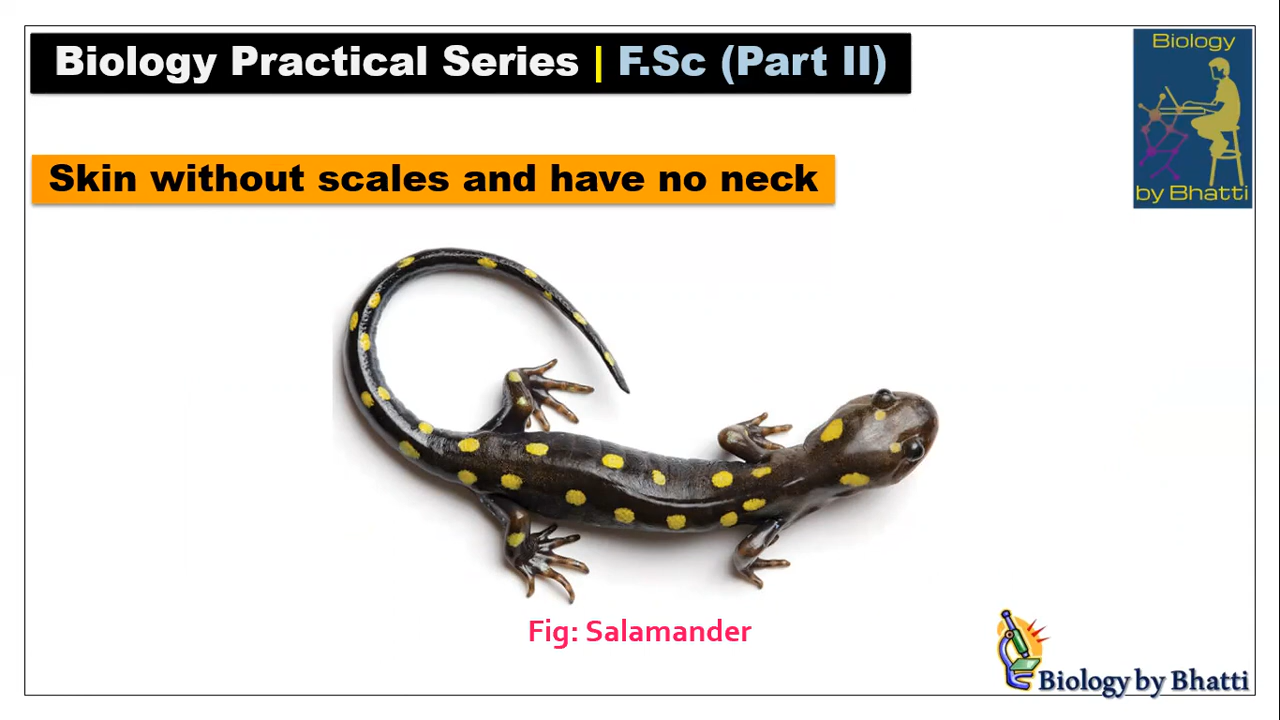 Biology Practical Series | F.Sc (Part II)
Biology
by Bhatti
Skin without scales and have no neck
Fig: Salamander
Biology by Bhatti